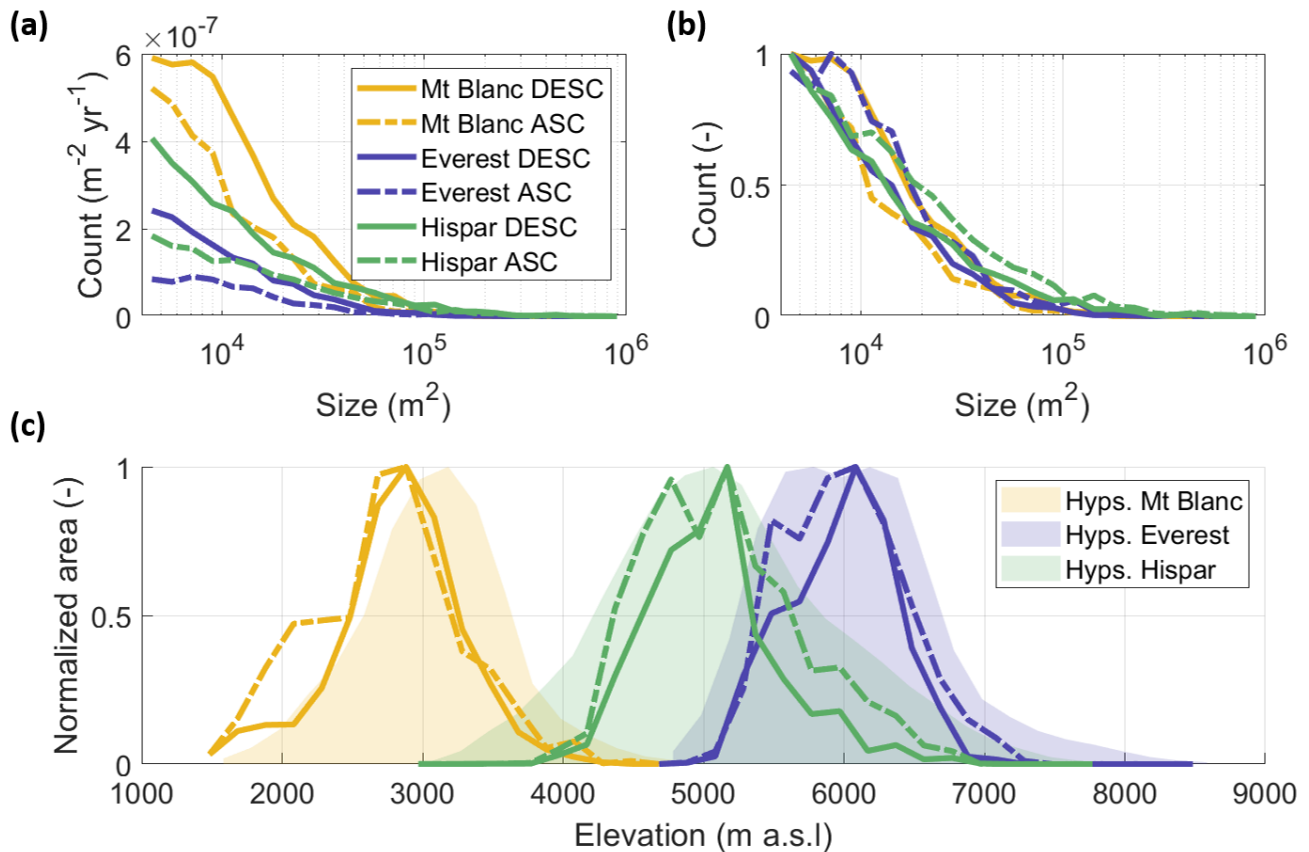 (a)
×10⁻⁷
6
4
2
0
Count (m⁻² yr⁻¹)
10⁴
10⁵
10⁶
Size (m²)
Mt Blanc DESC
Mt Blanc ASC
Everest DESC
Everest ASC
Hispar DESC
Hispar ASC
(b)
1
0.5
0
Count (-)
10⁴
10⁵
10⁶
Size (m²)
(c)
1
0.5
0
Normalized area (-)
Hyps. Mt Blanc
Hyps. Everest
Hyps. Hispar
1000
2000
3000
4000
5000
6000
7000
8000
9000
Elevation (m a.s.l)